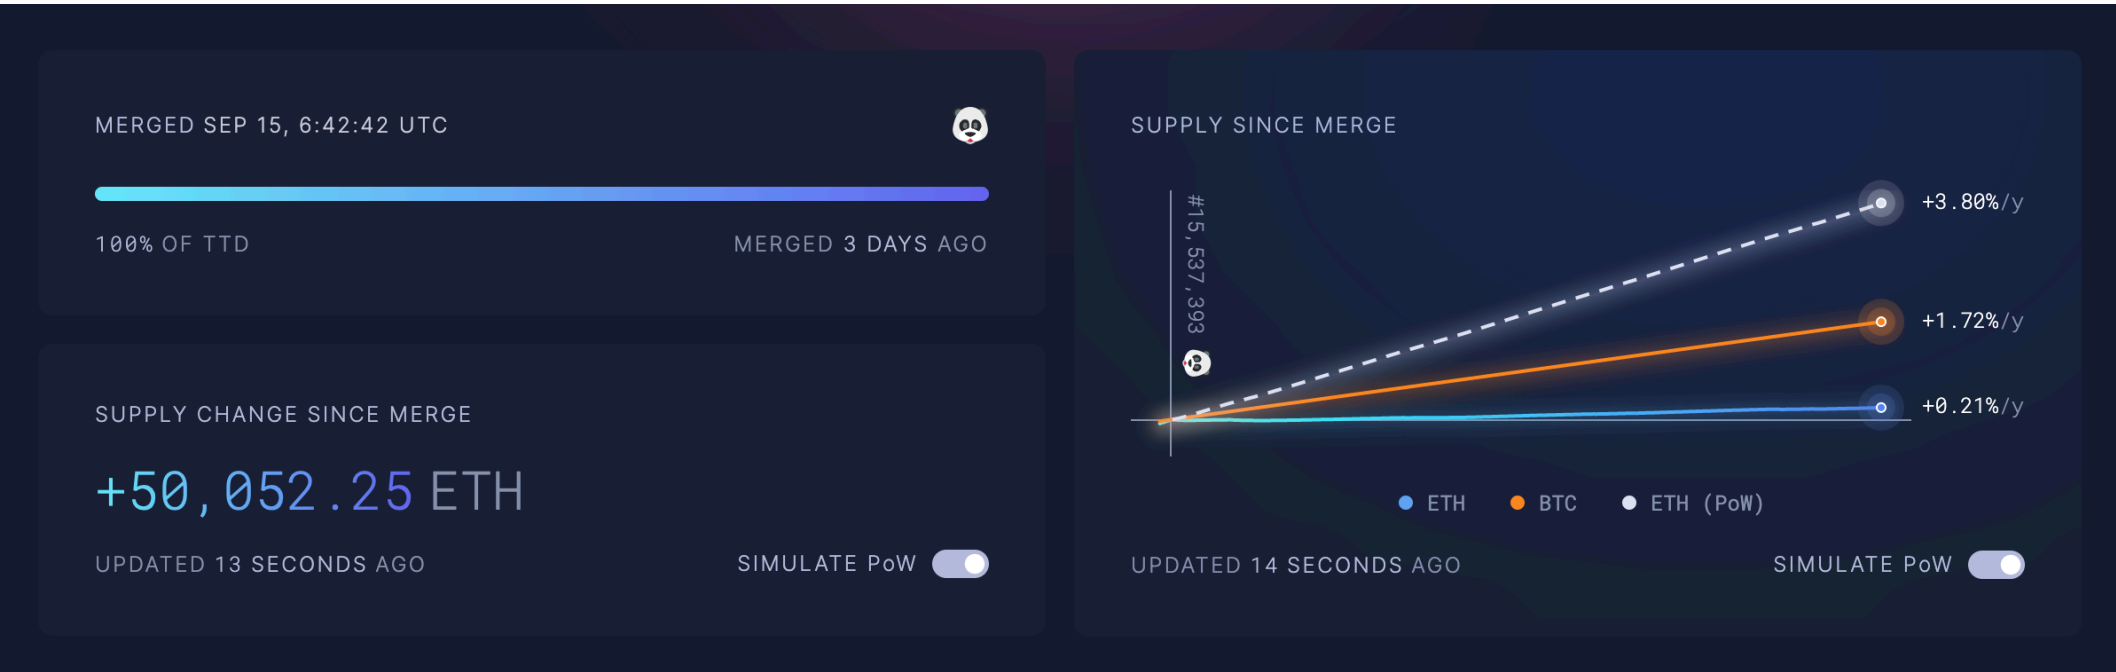 MERGED SEP 15, 6:42:42 UTC
100% OF TTD
MERGED 3 DAYS AGO
SUPPLY CHANGE SINCE MERGE
+50,052.25 ETH
UPDATED 13 SECONDS AGO
SIMULATE PoW
SUPPLY SINCE MERGE
#15,537,393
+3.80%/y
+1.72%/y
+0.21%/y
ETH
BTC
ETH (PoW)
UPDATED 14 SECONDS AGO
SIMULATE PoW